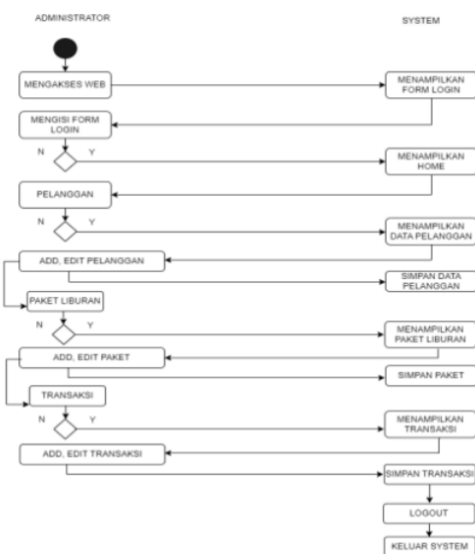 ADMINISTRATOR
SYSTEM
MENGAKSES WEB
MENAMPILKAN
FORM LOGIN
MENGISI FORM
LOGIN
N
Y
MENAMPILKAN
HOME
PELANGGAN
N
Y
MENAMPILKAN
DATA PELANGGAN
ADD, EDIT PELANGGAN
SIMPAN DATA
PELANGGAN
PAKET LIBURAN
N
Y
MENAMPILKAN
PAKET LIBURAN
ADD, EDIT PAKET
SIMPAN PAKET
TRANSAKSI
N
Y
MENAMPILKAN
TRANSAKSI
ADD, EDIT TRANSAKSI
SIMPAN TRANSAKSI
LOGOUT
KELUAR SYSTEM